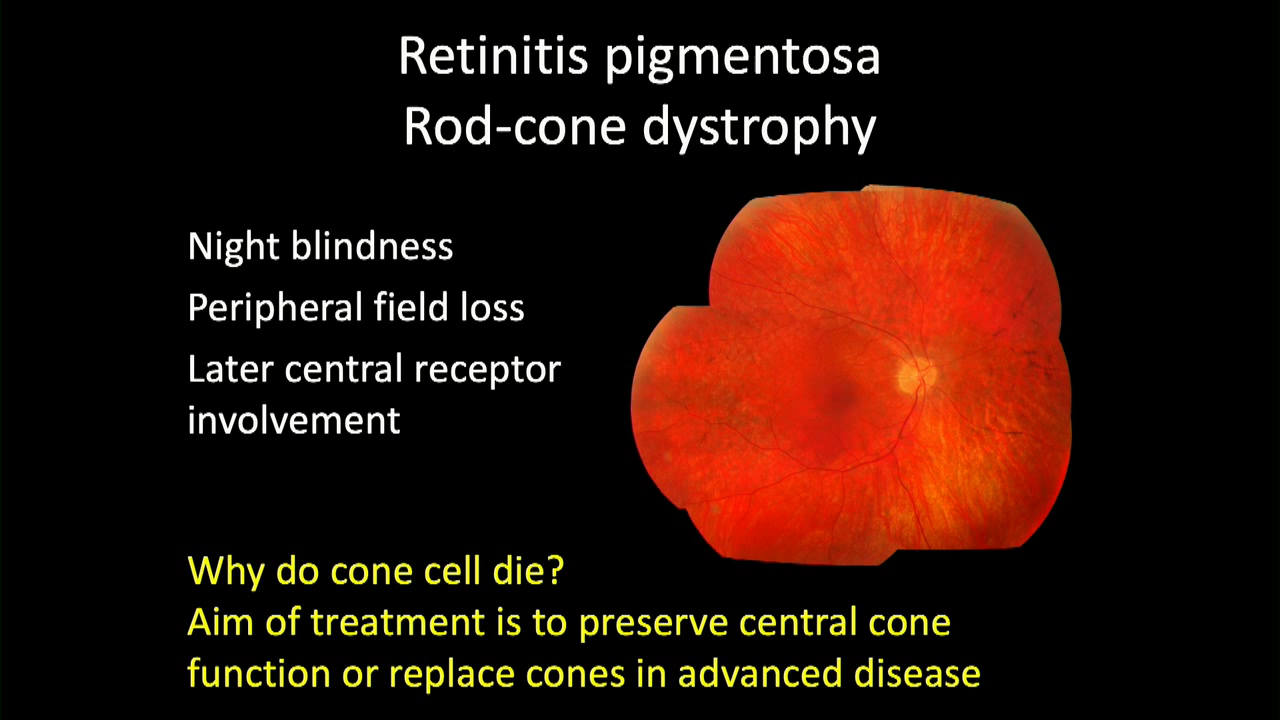 Retinitis pigmentosa
Rod-cone dystrophy
Night blindness
Peripheral field loss
Later central receptor
involvement
Why do cone cell die?
Aim of treatment is to preserve central cone
function or replace cones in advanced disease